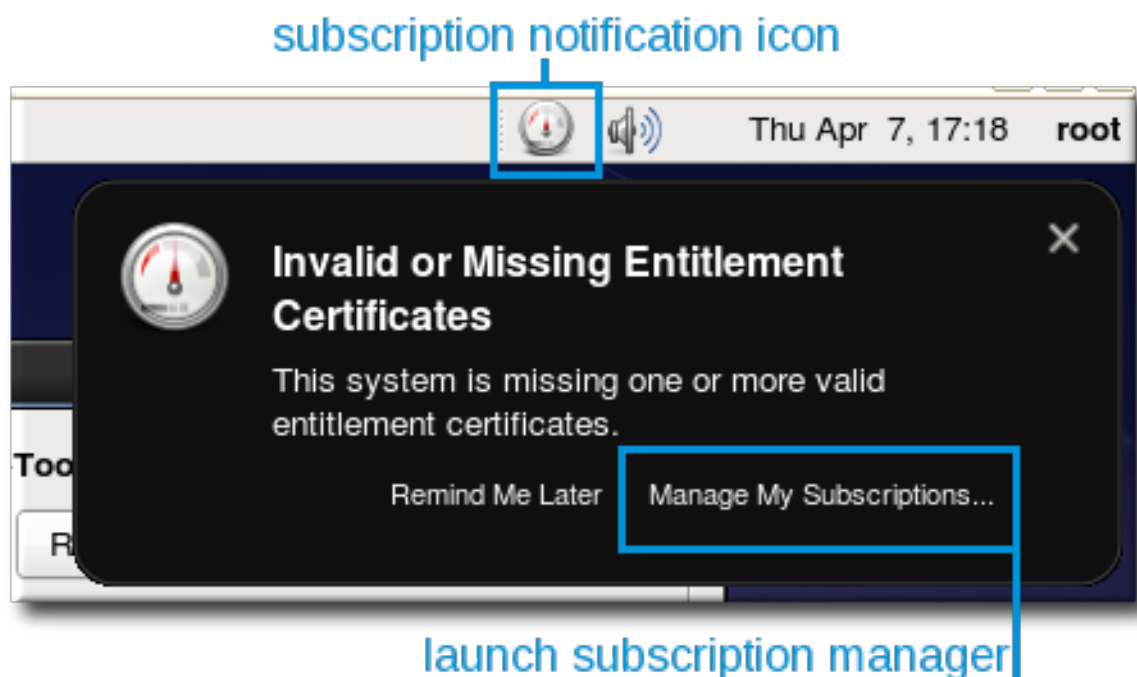 subscription notification icon
Thu Apr 7, 17:18 root
Invalid or Missing Entitlement
Certificates
This system is missing one or more valid
entitlement certificates.
Too
Remind Me Later Manage My Subscriptions...
R
launch subscription manager